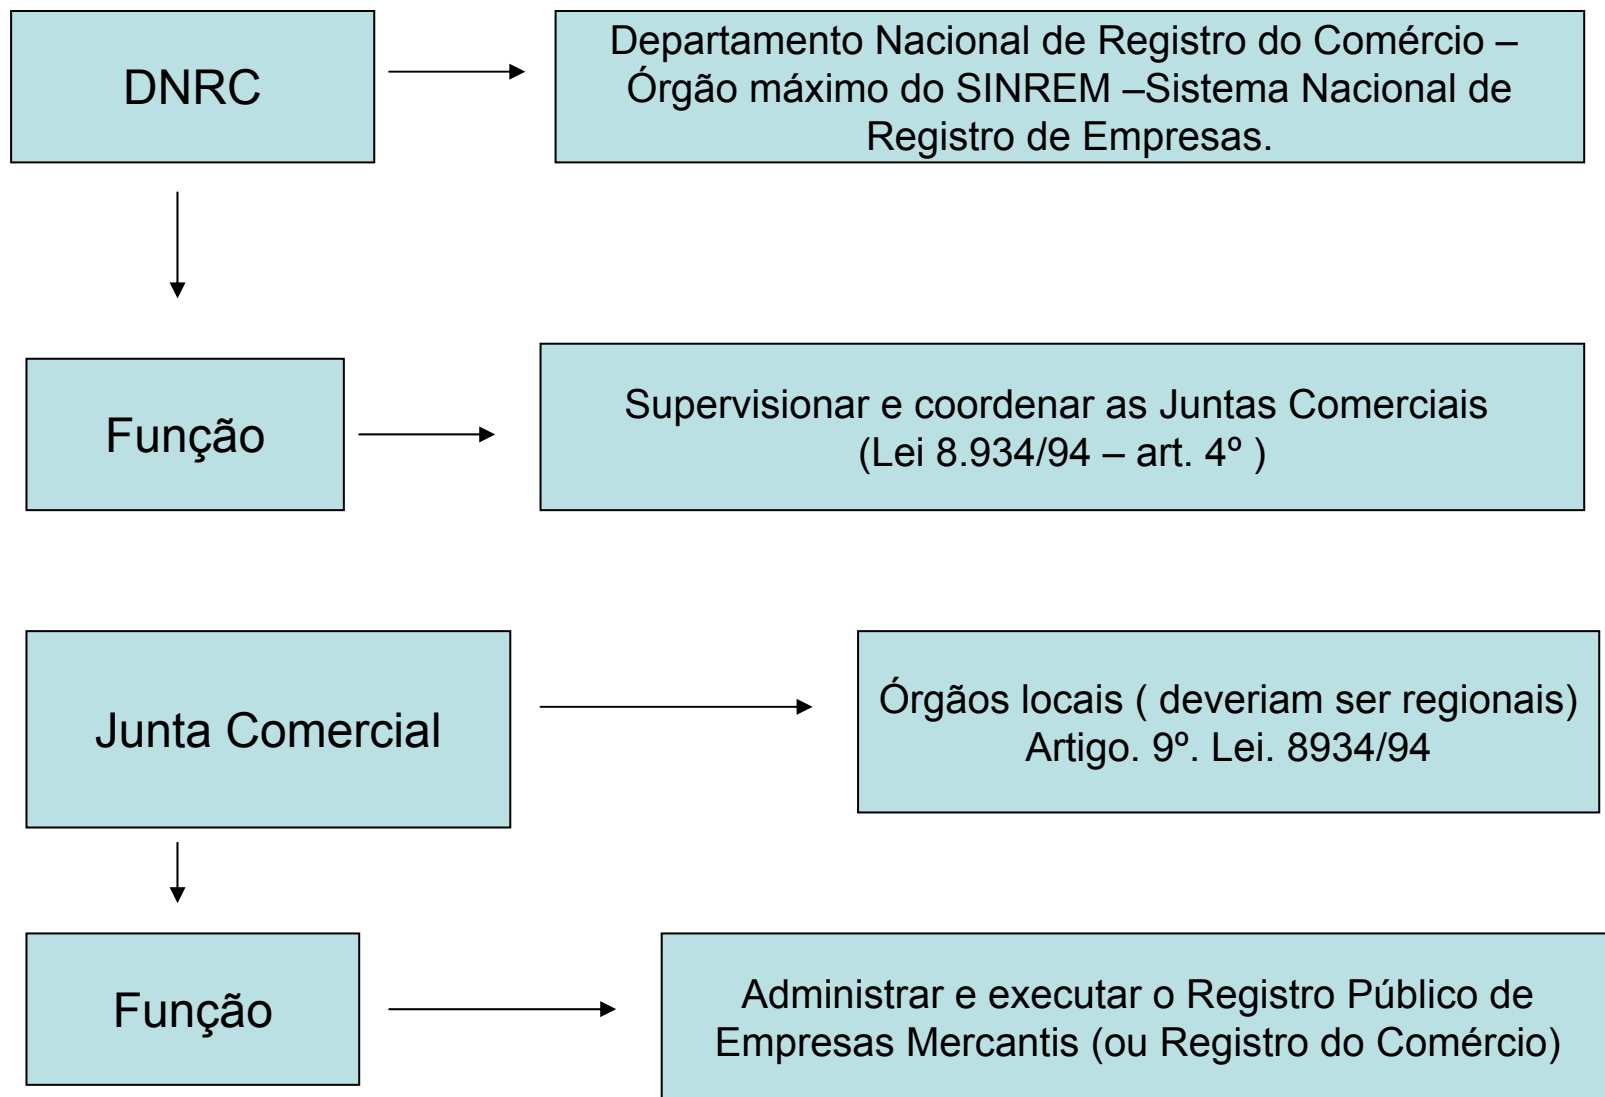 DNRC
Departamento Nacional de Registro do Comércio –
Órgão máximo do SINREM –Sistema Nacional de
Registro de Empresas.
Função
Supervisionar e coordenar as Juntas Comerciais
(Lei 8.934/94 – art. 4º )
Junta Comercial
Órgãos locais ( deveriam ser regionais)
Artigo. 9º. Lei. 8934/94
Função
Administrar e executar o Registro Público de
Empresas Mercantis (ou Registro do Comércio)